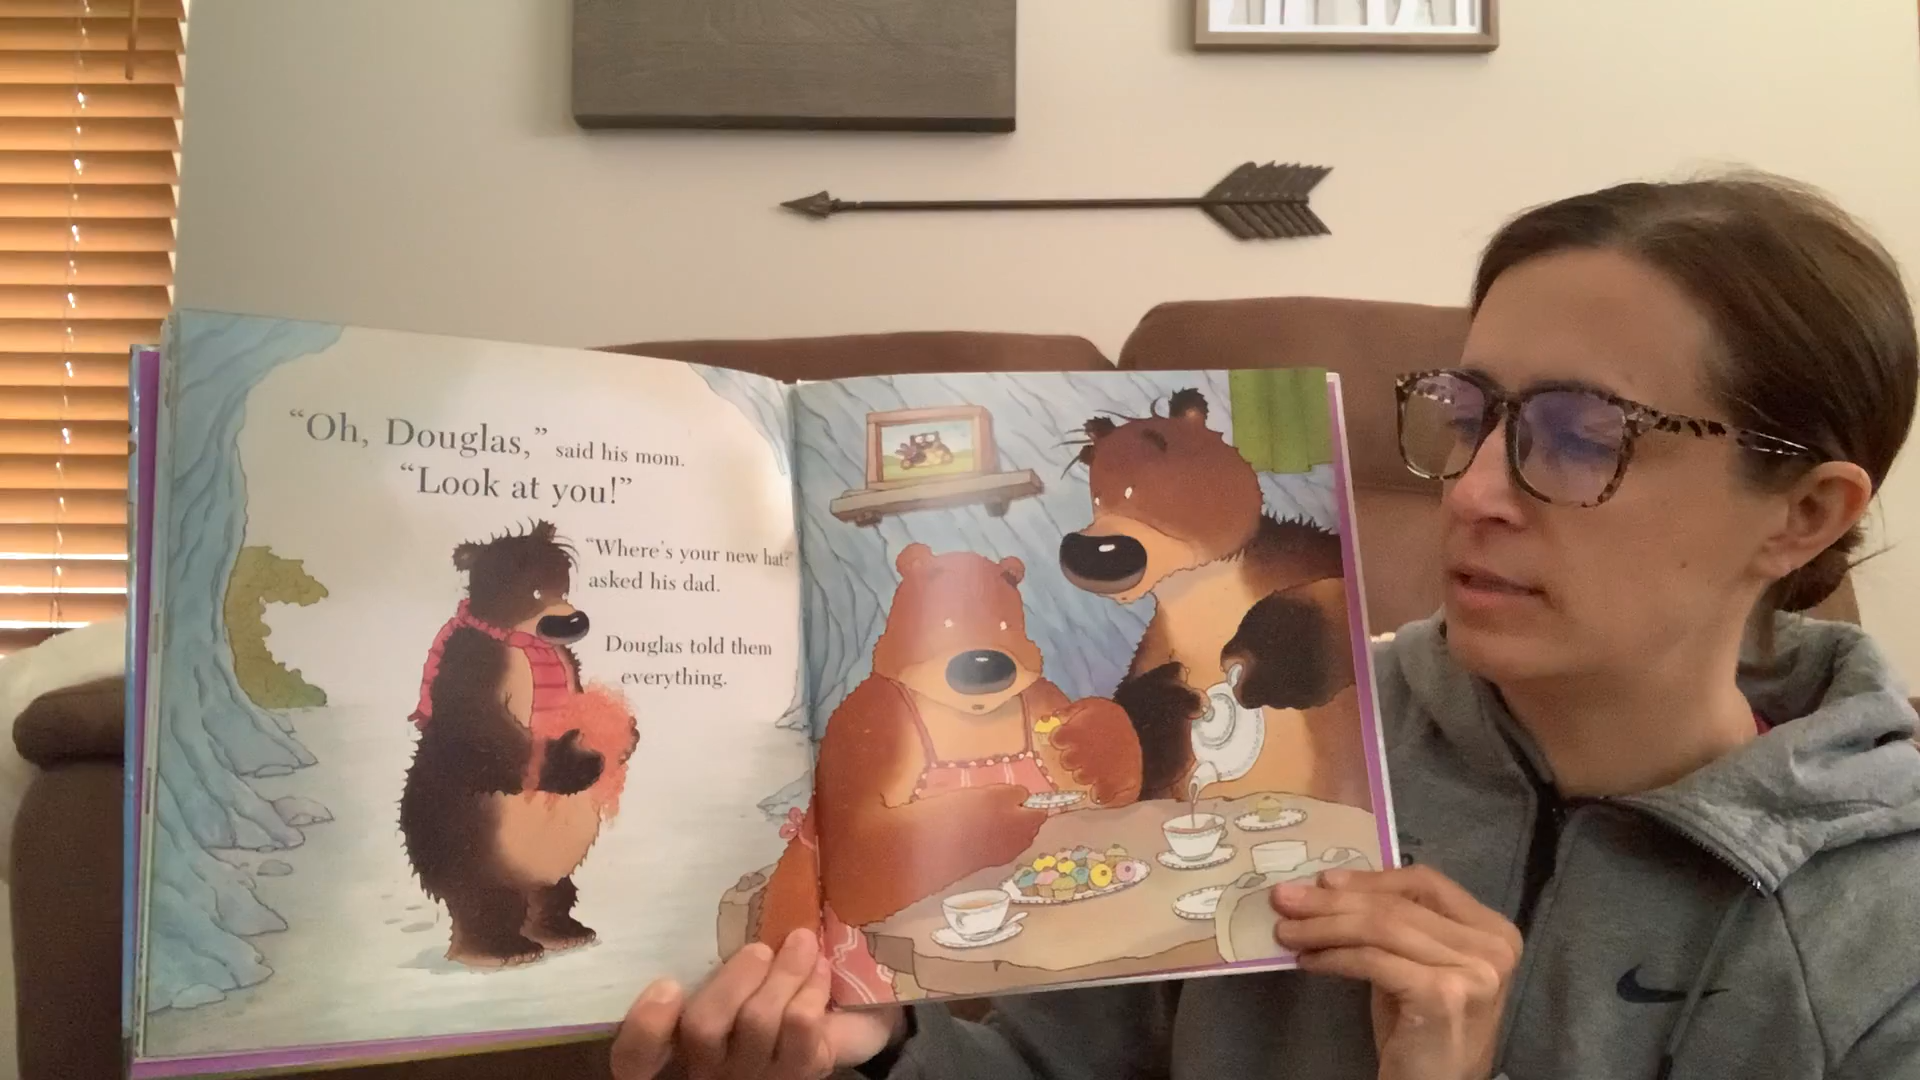 “Oh, Douglas,” said his mom.
“Look at you!”
“Where’s your new hat?”
asked his dad.
Douglas told them
everything.